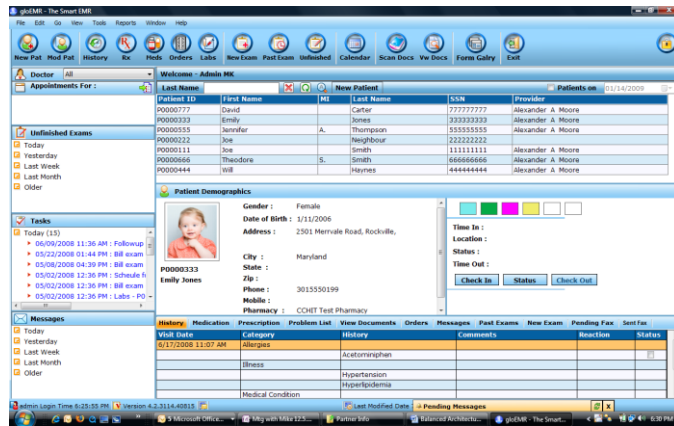 gloEMR - The Smart EMR
File Edit Go View Tools Reports Window Help
New Pat Mod Pat History Rx Meds Orders Labs New Exam Past Exam Unfinished Calendar Scan Docs Vw Docs Form Galry Exit
Doctor All Welcome - Admin MK
Appointments For : Last Name New Patient Patients on 01/14/2009
Patient ID First Name MI Last Name SSN Provider
P0000777 David Carter 777777777 Alexander A Moore
P0000333 Emily Jones 333333333 Alexander A Moore
P0000555 Jennifer A. Thompson 555555555 Alexander A Moore
P0000222 Joe Neighbour 222222222
P0000111 Joe Smith 111111111 Alexander A Moore
P0000666 Theodore S. Smith 666666666 Alexander A Moore
P0000444 Will Haynes 444444444 Alexander A Moore
Unfinished Exams
Today
Yesterday
Last Week
Last Month
Older
Patient Demographics
Gender : Female
Date of Birth : 1/11/2006
Address : 2501 Merrvale Road, Rockville,
City : Maryland
State :
Zip :
Phone : 3015550199
Mobile :
Pharmacy : CCHIT Test Pharmacy
P0000333
Emily Jones
Time In :
Location :
Status :
Time Out :
Check In Status Check Out
Tasks
Today (15)
06/09/2008 11:36 AM : Followup
05/22/2008 01:44 PM : Bill exam
05/08/2008 04:39 PM : Bill exam
05/02/2008 12:36 PM : Scheule f
05/02/2008 12:36 PM : Bill exam
05/02/2008 12:36 PM : Labs - P0
Messages
Today
Yesterday
Last Week
Last Month
Older
History Medication Prescription Problem List View Documents Orders Messages Past Exams New Exam Pending Fax Sent Fax
Visit Date Category History Comments Reaction Status
6/17/2008 11:07 AM Allergies
Acetominiphen
Illness
Hypertension
Hyperlipidemia
Medical Condition
admin Login Time 6:25:55 PM Version 4.2.3114.40815 Last Modified Date Pending Messages
5 Microsoft Office... Mtg with Mike 12.5.... Partner Info Balanced Architectu... gloEMR - The Smart... 6:30 PM